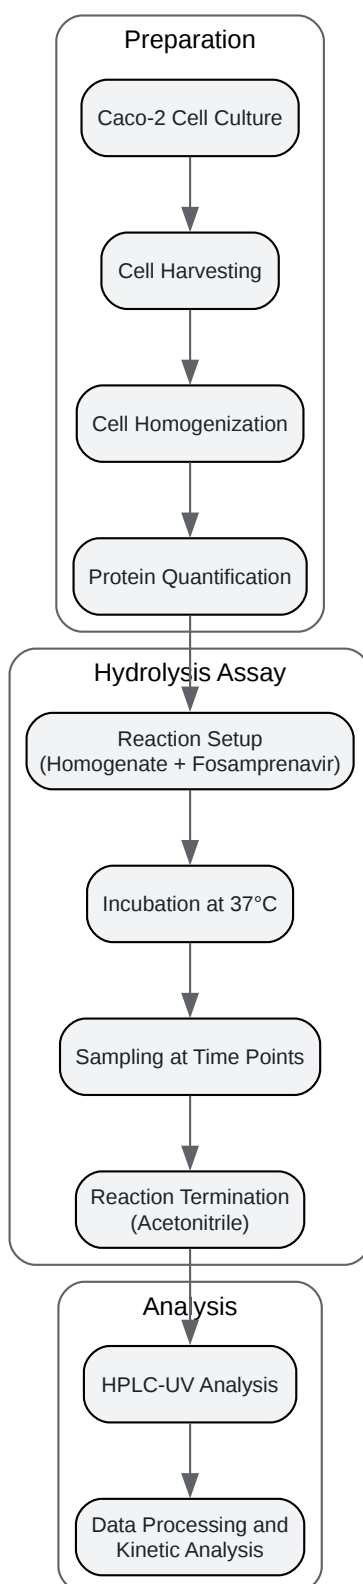 Preparation
Caco-2 Cell Culture
Cell Harvesting
Cell Homogenization
Protein Quantification
Hydrolysis Assay
Reaction Setup
(Homogenate + Fosamprenavir)
Incubation at 37°C
Sampling at Time Points
Reaction Termination
(Acetonitrile)
Analysis
HPLC-UV Analysis
Data Processing and
Kinetic Analysis